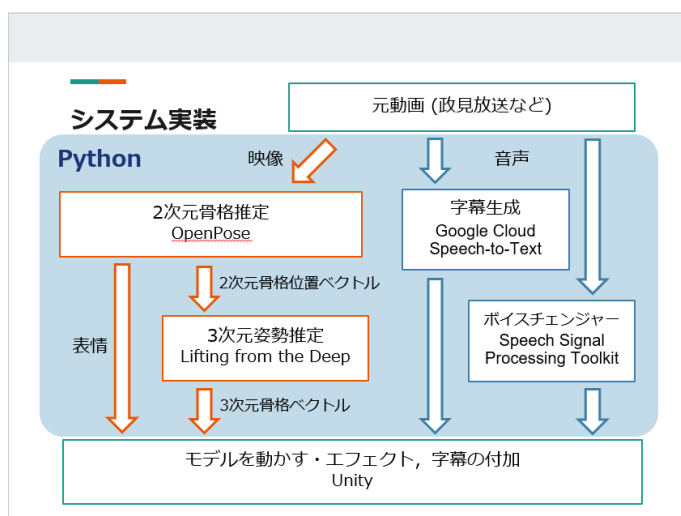 システム実装
元動画 (政見放送など)
Python
映像
音声
2次元骨格推定
OpenPose
字幕生成
Google Cloud
Speech-to-Text
2次元骨格位置ベクトル
表情
3次元姿勢推定
Lifting from the Deep
ボイスチェンジャー
Speech Signal
Processing Toolkit
3次元骨格ベクトル
モデルを動かす・エフェクト，字幕の付加
Unity